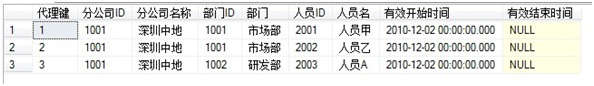 代理键 分公司ID 分公司名称 部门ID 部门 人员ID 人员名 有效开始时间 有效结束时间
1 1 1001 深圳中地 1001 市场部 2001 人员甲 2010-12-02 00:00:00.000 NULL
2 2 1001 深圳中地 1001 市场部 2002 人员乙 2010-12-02 00:00:00.000 NULL
3 3 1001 深圳中地 1002 研发部 2003 人员A 2010-12-02 00:00:00.000 NULL